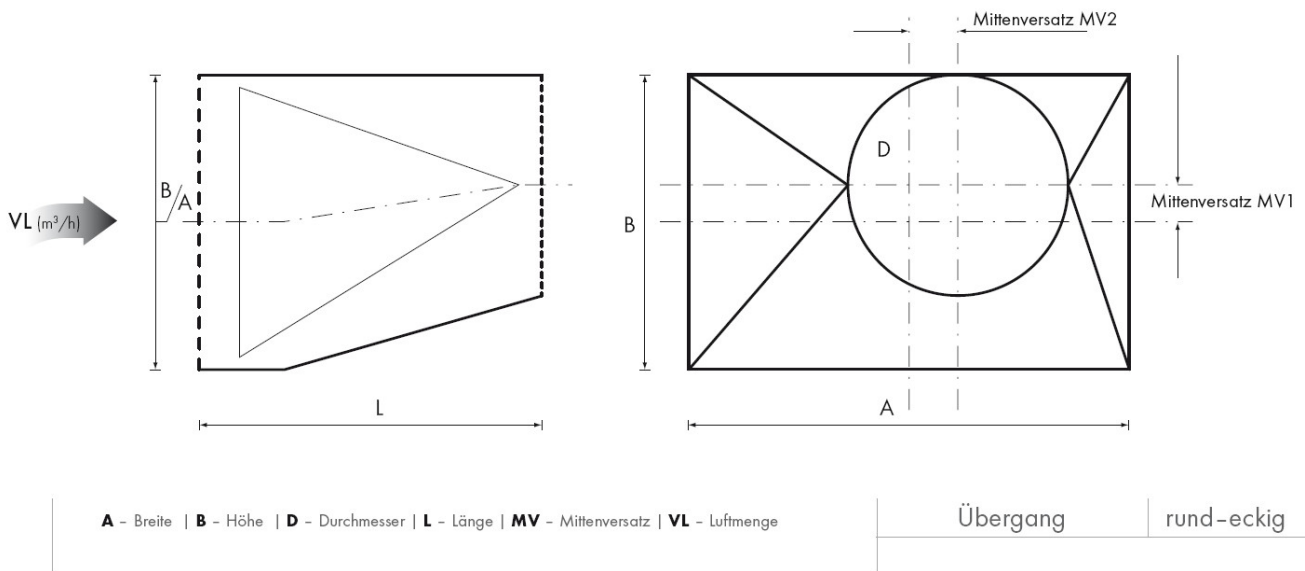 Mittenversatz MV2
B
A
VL (m³/h)
D
B
Mittenversatz MV1
L
A
A – Breite | B – Höhe | D – Durchmesser | L – Länge | MV – Mittenversatz | VL – Luftmenge
Übergang
rund–eckig